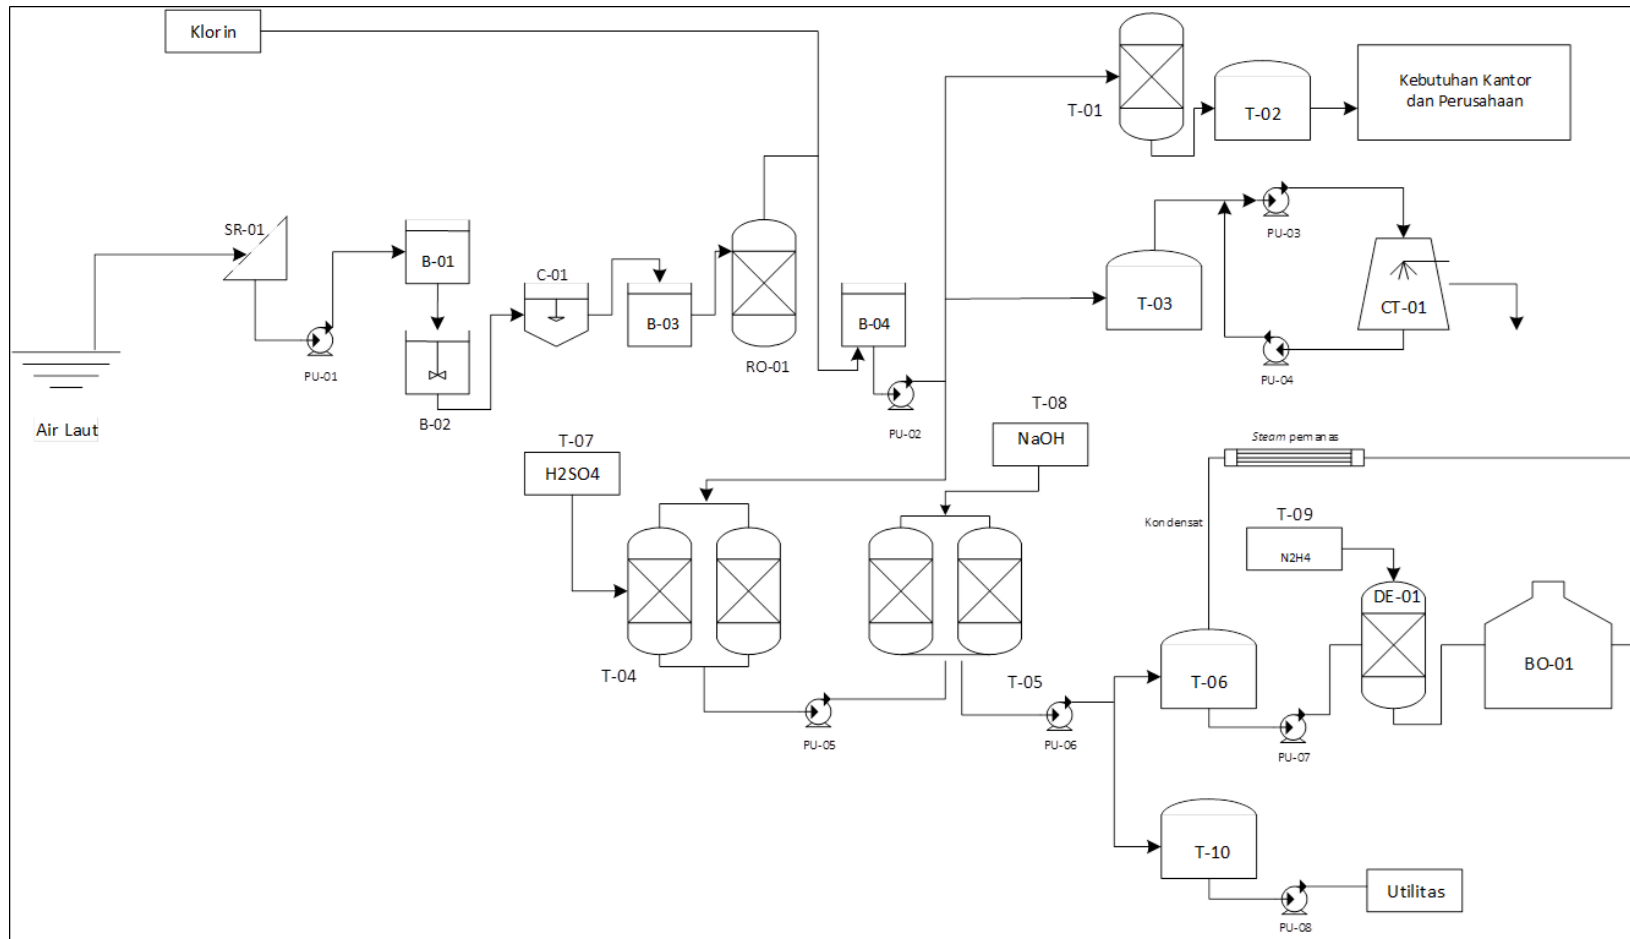 Klorin
T-01
T-02
Kebutuhan Kantor
dan Perusahaan
SR-01
PU-01
B-01
B-02
C-01
B-03
RO-01
B-04
PU-02
T-03
PU-03
CT-01
PU-04
Air Laut
T-07
H2SO4
T-08
NaOH
Steam pemanas
Kondensat
T-09
N2H4
DE-01
BO-01
T-04
PU-05
T-05
PU-06
T-06
PU-07
T-10
PU-08
Utilitas